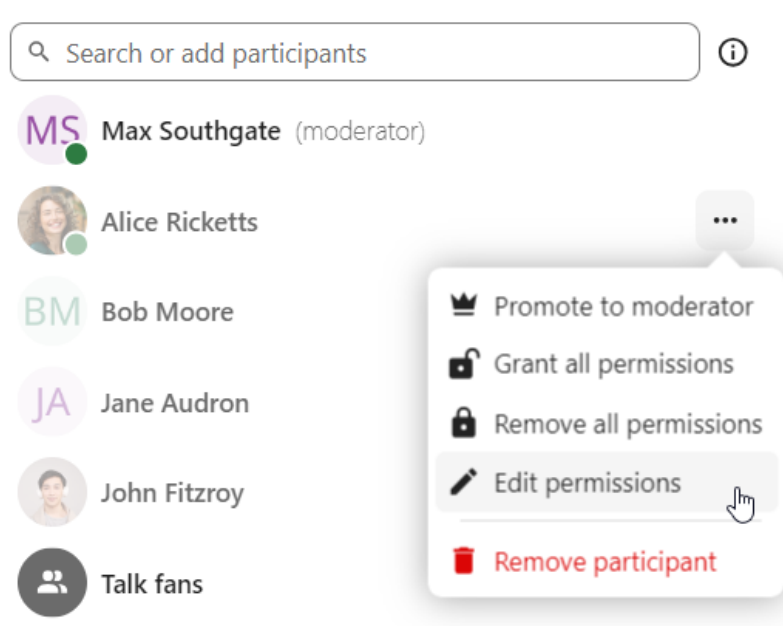 Search or add participants
MS Max Southgate (moderator)
Alice Ricketts
BM Bob Moore
JA Jane Audron
John Fitzroy
Talk fans
Promote to moderator
Grant all permissions
Remove all permissions
Edit permissions
Remove participant